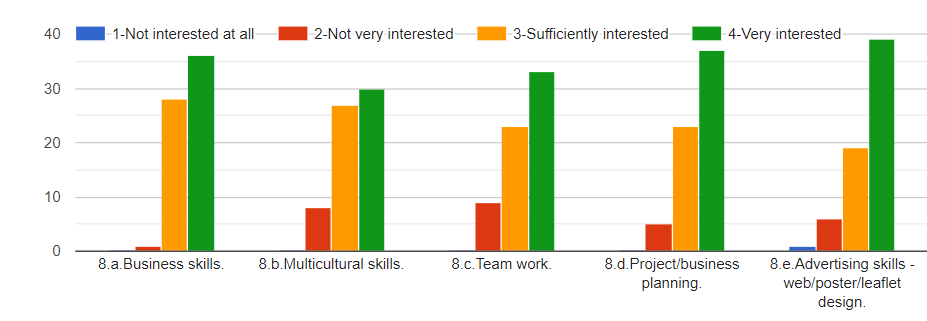 40
1-Not interested at all
2-Not very interested
3-Sufficiently interested
4-Very interested
30
20
10
0
8.a.Business skills.
8.b.Multicultural skills.
8.c.Team work.
8.d.Project/business
planning.
8.e.Advertising skills -
web/poster/leaflet
design.